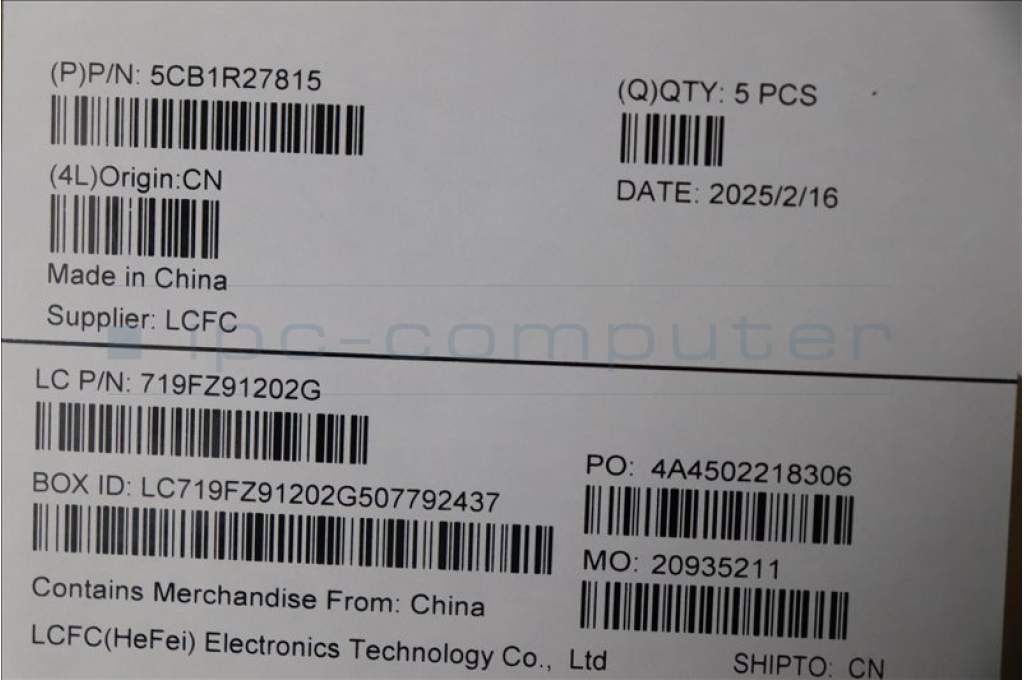 (P)P/N: 5CB1R27815
(Q)QTY: 5 PCS
(4L)Origin:CN
DATE: 2025/2/16
Made in China
Supplier: LCFC
ipc-computer
LC P/N: 719FZ91202G
PO: 4A4502218306
BOX ID: LC719FZ91202G507792437
MO: 20935211
Contains Merchandise From: China
LCFC(HeFei) Electronics Technology Co., Ltd
SHIPTO: CN